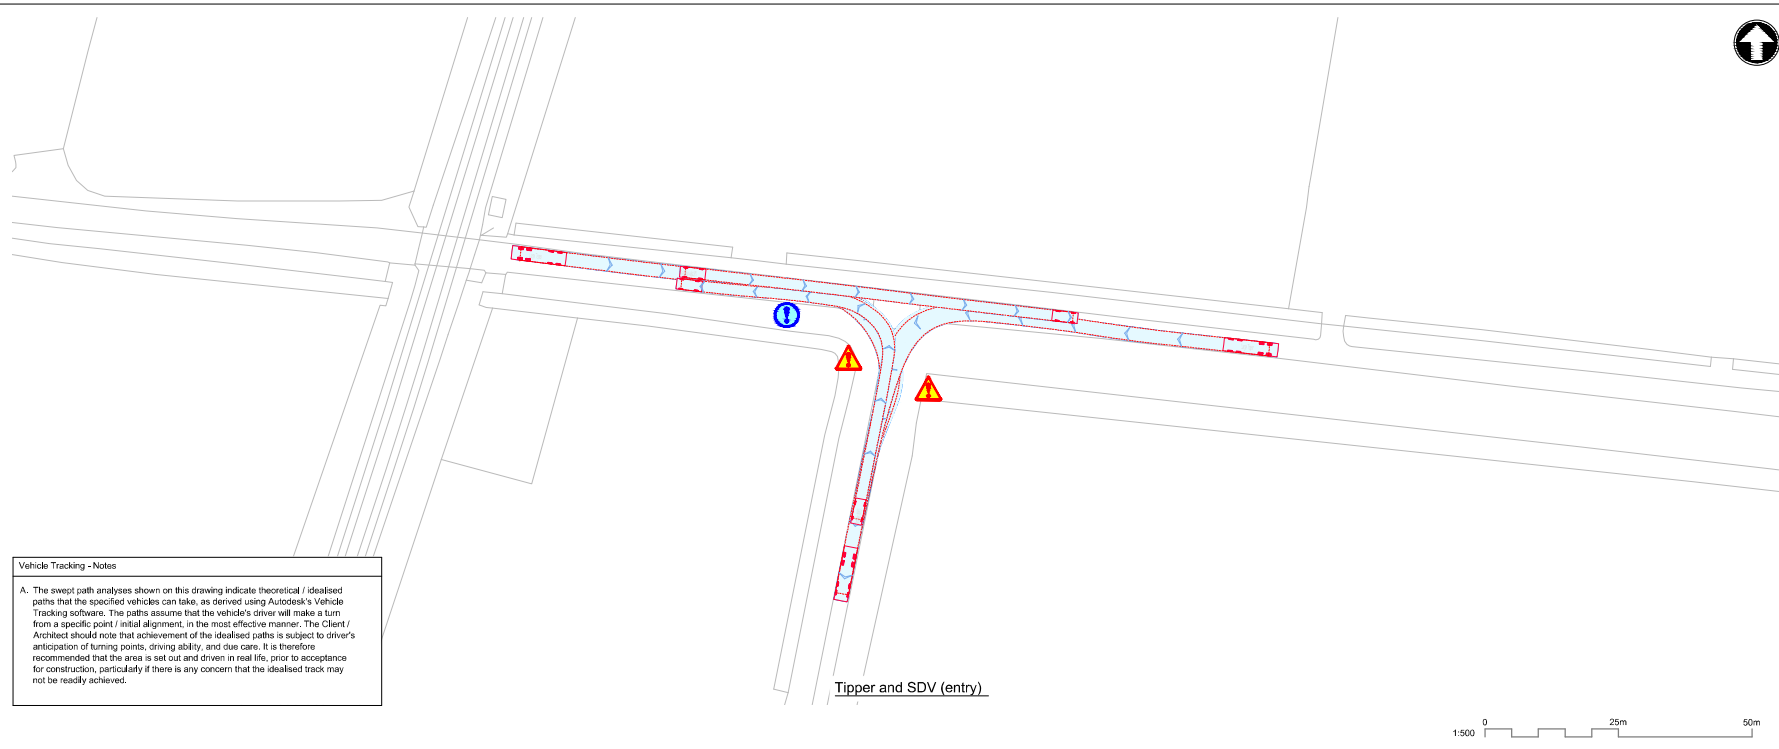 Vehicle Tracking - Notes
A. The swept path analyses shown on this drawing indicate theoretical / idealised
paths that the specified vehicles can take, as derived using Autodesk's Vehicle
Tracking software. The paths assume that the vehicle's driver will make a turn
from a specific point / initial alignment, in the most effective manner. The Client /
Architect should note that achievement of the idealised paths is subject to driver's
anticipation of turning points, driving ability, and due care. It is therefore
recommended that the area is set out and driven in real life, prior to acceptance
for construction, particularly if there is any concern that the idealised track may
not be readily achieved.
Tipper and SDV (entry)
0 25m 50m
1:500